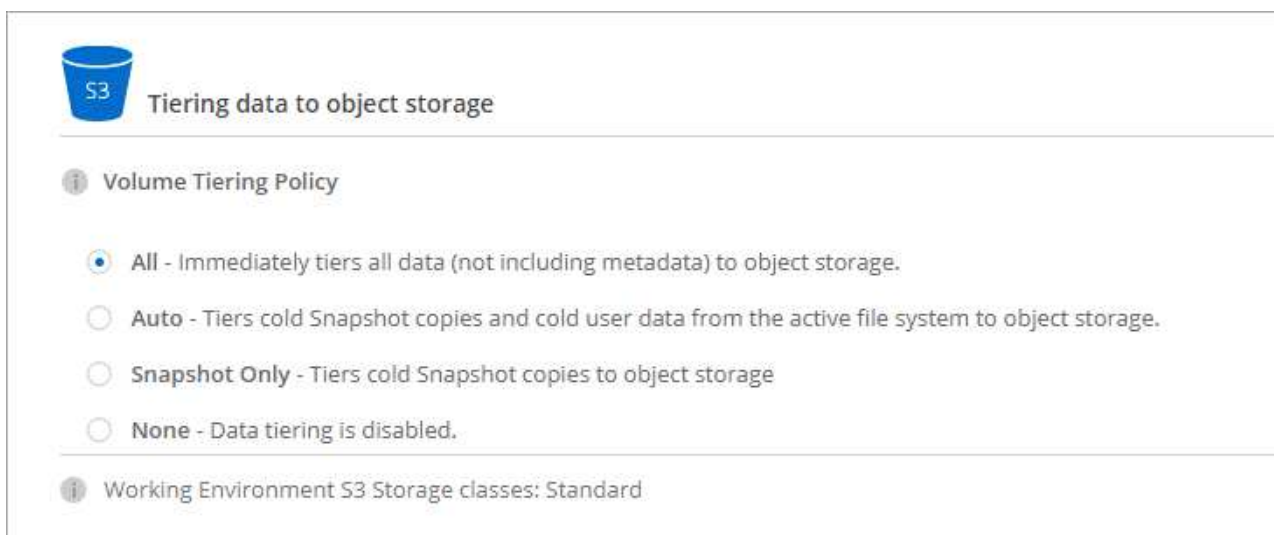 S3
Tiering data to object storage
Volume Tiering Policy
All - Immediately tiers all data (not including metadata) to object storage.
Auto - Tiers cold Snapshot copies and cold user data from the active file system to object storage.
Snapshot Only - Tiers cold Snapshot copies to object storage
None - Data tiering is disabled.
Working Environment S3 Storage classes: Standard